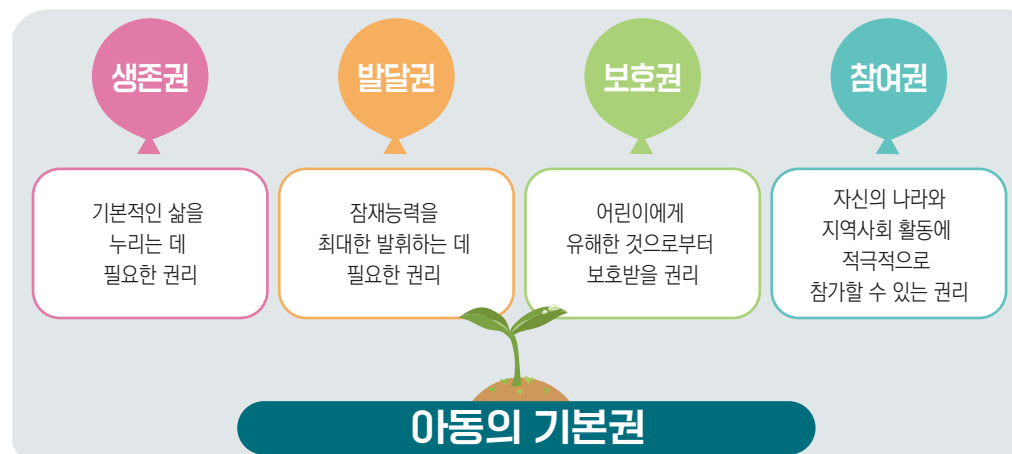 생존권
기본적인 삶을
누리는 데
필요한 권리
발달권
잠재능력을
최대한 발휘하는 데
필요한 권리
보호권
어린이에게
유해한 것으로부터
보호받을 권리
참여권
자신의 나라와
지역사회 활동에
적극적으로
참가할 수 있는 권리
아동의 기본권